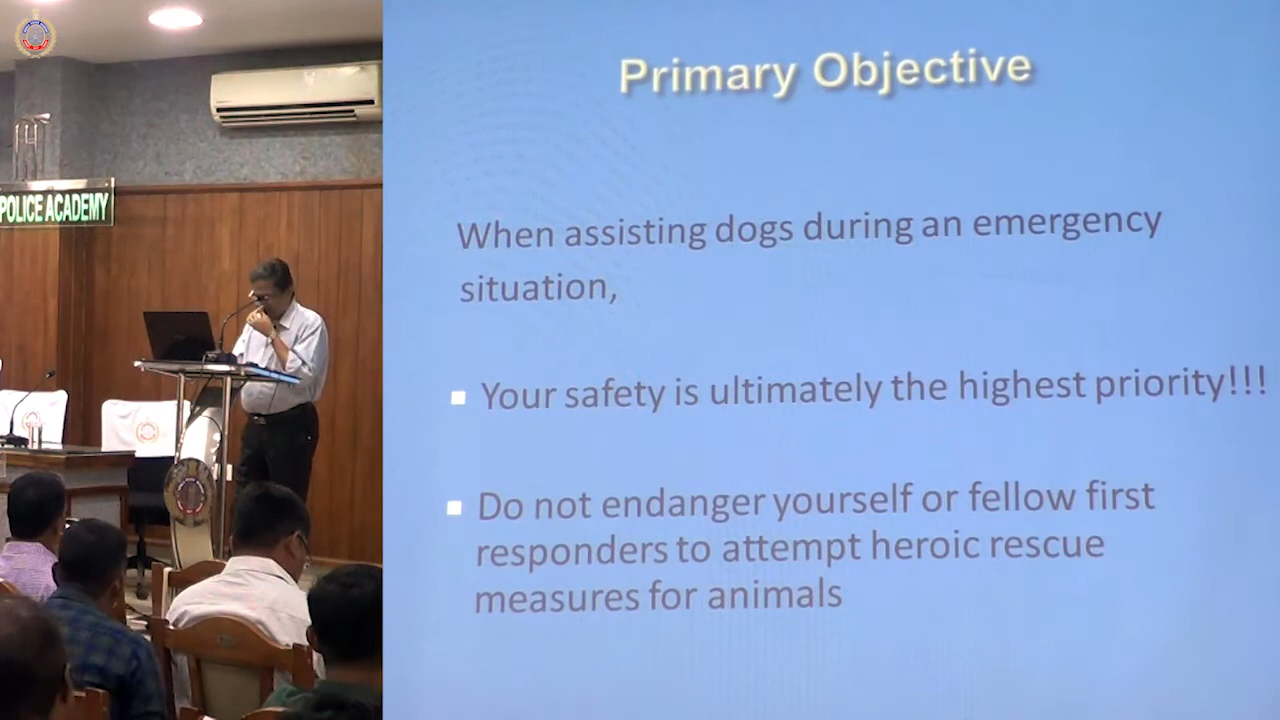 POLICE ACADEMY
Primary Objective
When assisting dogs during an emergency
situation,
Your safety is ultimately the highest priority!!!
Do not endanger yourself or fellow first
responders to attempt heroic rescue
measures for animals